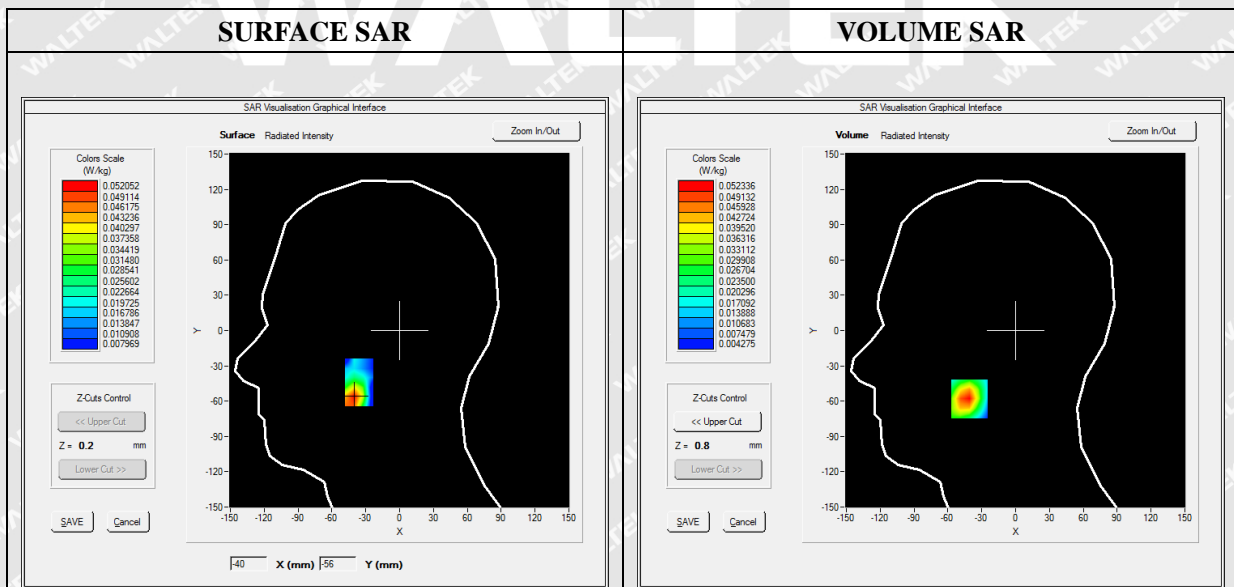 WALTEK
SURFACE SAR
VOLUME SAR
SAR Visualisation Graphical Interface
Surface Radiated Intensity
Zoom In/Out
Colors Scale
(W/kg)
0.052052
0.049114
0.046175
0.043236
0.040297
0.037358
0.034419
0.031480
0.028541
0.025602
0.022664
0.019725
0.016786
0.013847
0.010908
0.007969
Z-Cuts Control
<< Upper Cut
Z = 0.2 mm
Lower Cut >>
SAVE
Cancel
150
120
90
60
30
0
-30
-60
-90
-120
-150
Y
-150 -120 -90 -60 -30 0 30 60 90 120 150
X
-40 X (mm) -56 Y (mm)
SAR Visualisation Graphical Interface
Volume Radiated Intensity
Zoom In/Out
Colors Scale
(W/kg)
0.052336
0.049132
0.045928
0.042724
0.039520
0.036316
0.033112
0.029908
0.026704
0.023500
0.020296
0.017092
0.013888
0.010683
0.007479
0.004275
Z-Cuts Control
<< Upper Cut
Z = 0.8 mm
Lower Cut >>
SAVE
Cancel
150
120
90
60
30
0
-30
-60
-90
-120
-150
Y
-150 -120 -90 -60 -30 0 30 60 90 120 150
X